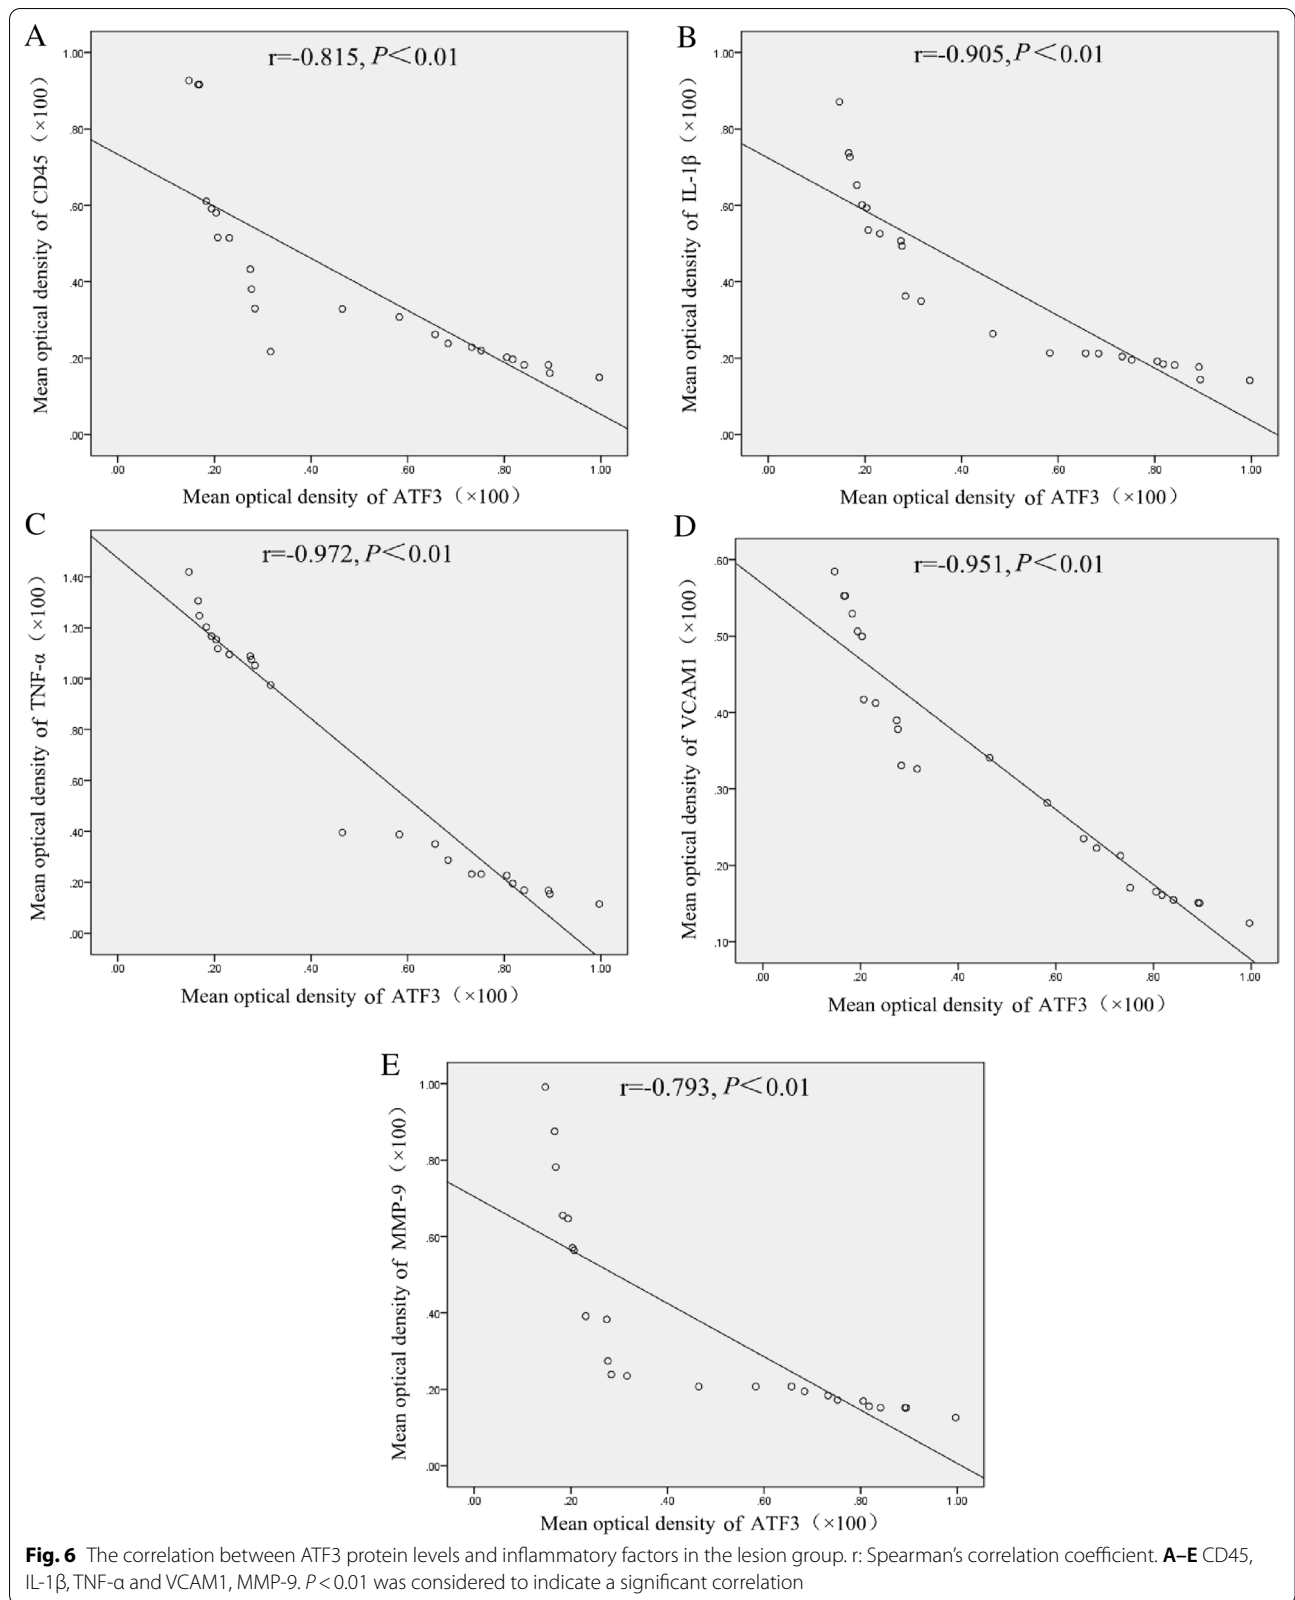 A
r=-0.815, P<0.01
Mean optical density of CD45 (×100)
1.00
.80
.60
.40
.20
.00
.00 .20 .40 .60 .80 1.00
Mean optical density of ATF3 (×100)
B
r=-0.905, P<0.01
Mean optical density of IL-1β (×100)
1.00
.80
.60
.40
.20
.00
.00 .20 .40 .60 .80 1.00
Mean optical density of ATF3 (×100)
C
r=-0.972, P<0.01
Mean optical density of TNF-α (×100)
1.40
1.20
1.00
.80
.60
.40
.20
.00
.00 .20 .40 .60 .80 1.00
Mean optical density of ATF3 (×100)
D
r=-0.951, P<0.01
Mean optical density of VCAM1 (×100)
.60
.50
.40
.30
.20
.10
.00 .20 .40 .60 .80 1.00
Mean optical density of ATF3 (×100)
E
r=-0.793, P<0.01
Mean optical density of MMP-9 (×100)
1.00
.80
.60
.40
.20
.00
.00 .20 .40 .60 .80 1.00
Mean optical density of ATF3 (×100)
Fig. 6 The correlation between ATF3 protein levels and inflammatory factors in the lesion group. r: Spearman’s correlation coefficient. A–E CD45,
IL-1β, TNF-α and VCAM1, MMP-9. P < 0.01 was considered to indicate a significant correlation